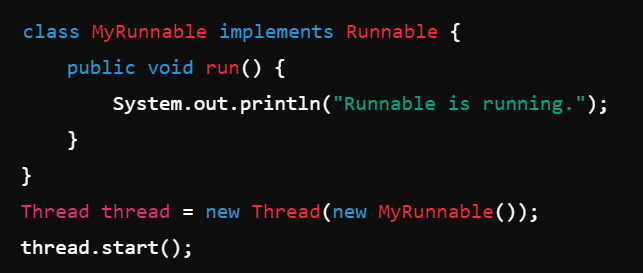 class MyRunnable implements Runnable {
    public void run() {
        System.out.println("Runnable is running.");
    }
}
Thread thread = new Thread(new MyRunnable());
thread.start();